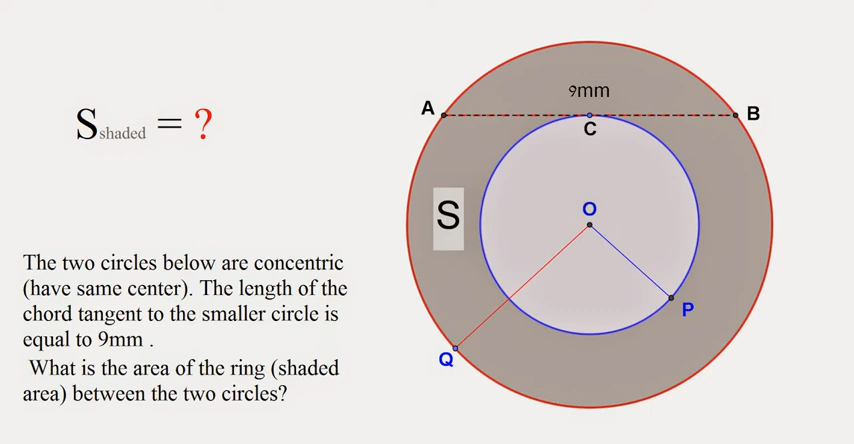 9mm
A
B
C
S shaded = ?
S
O
P
Q
The two circles below are concentric
(have same center). The length of the
chord tangent to the smaller circle is
equal to 9mm .
What is the area of the ring (shaded
area) between the two circles?